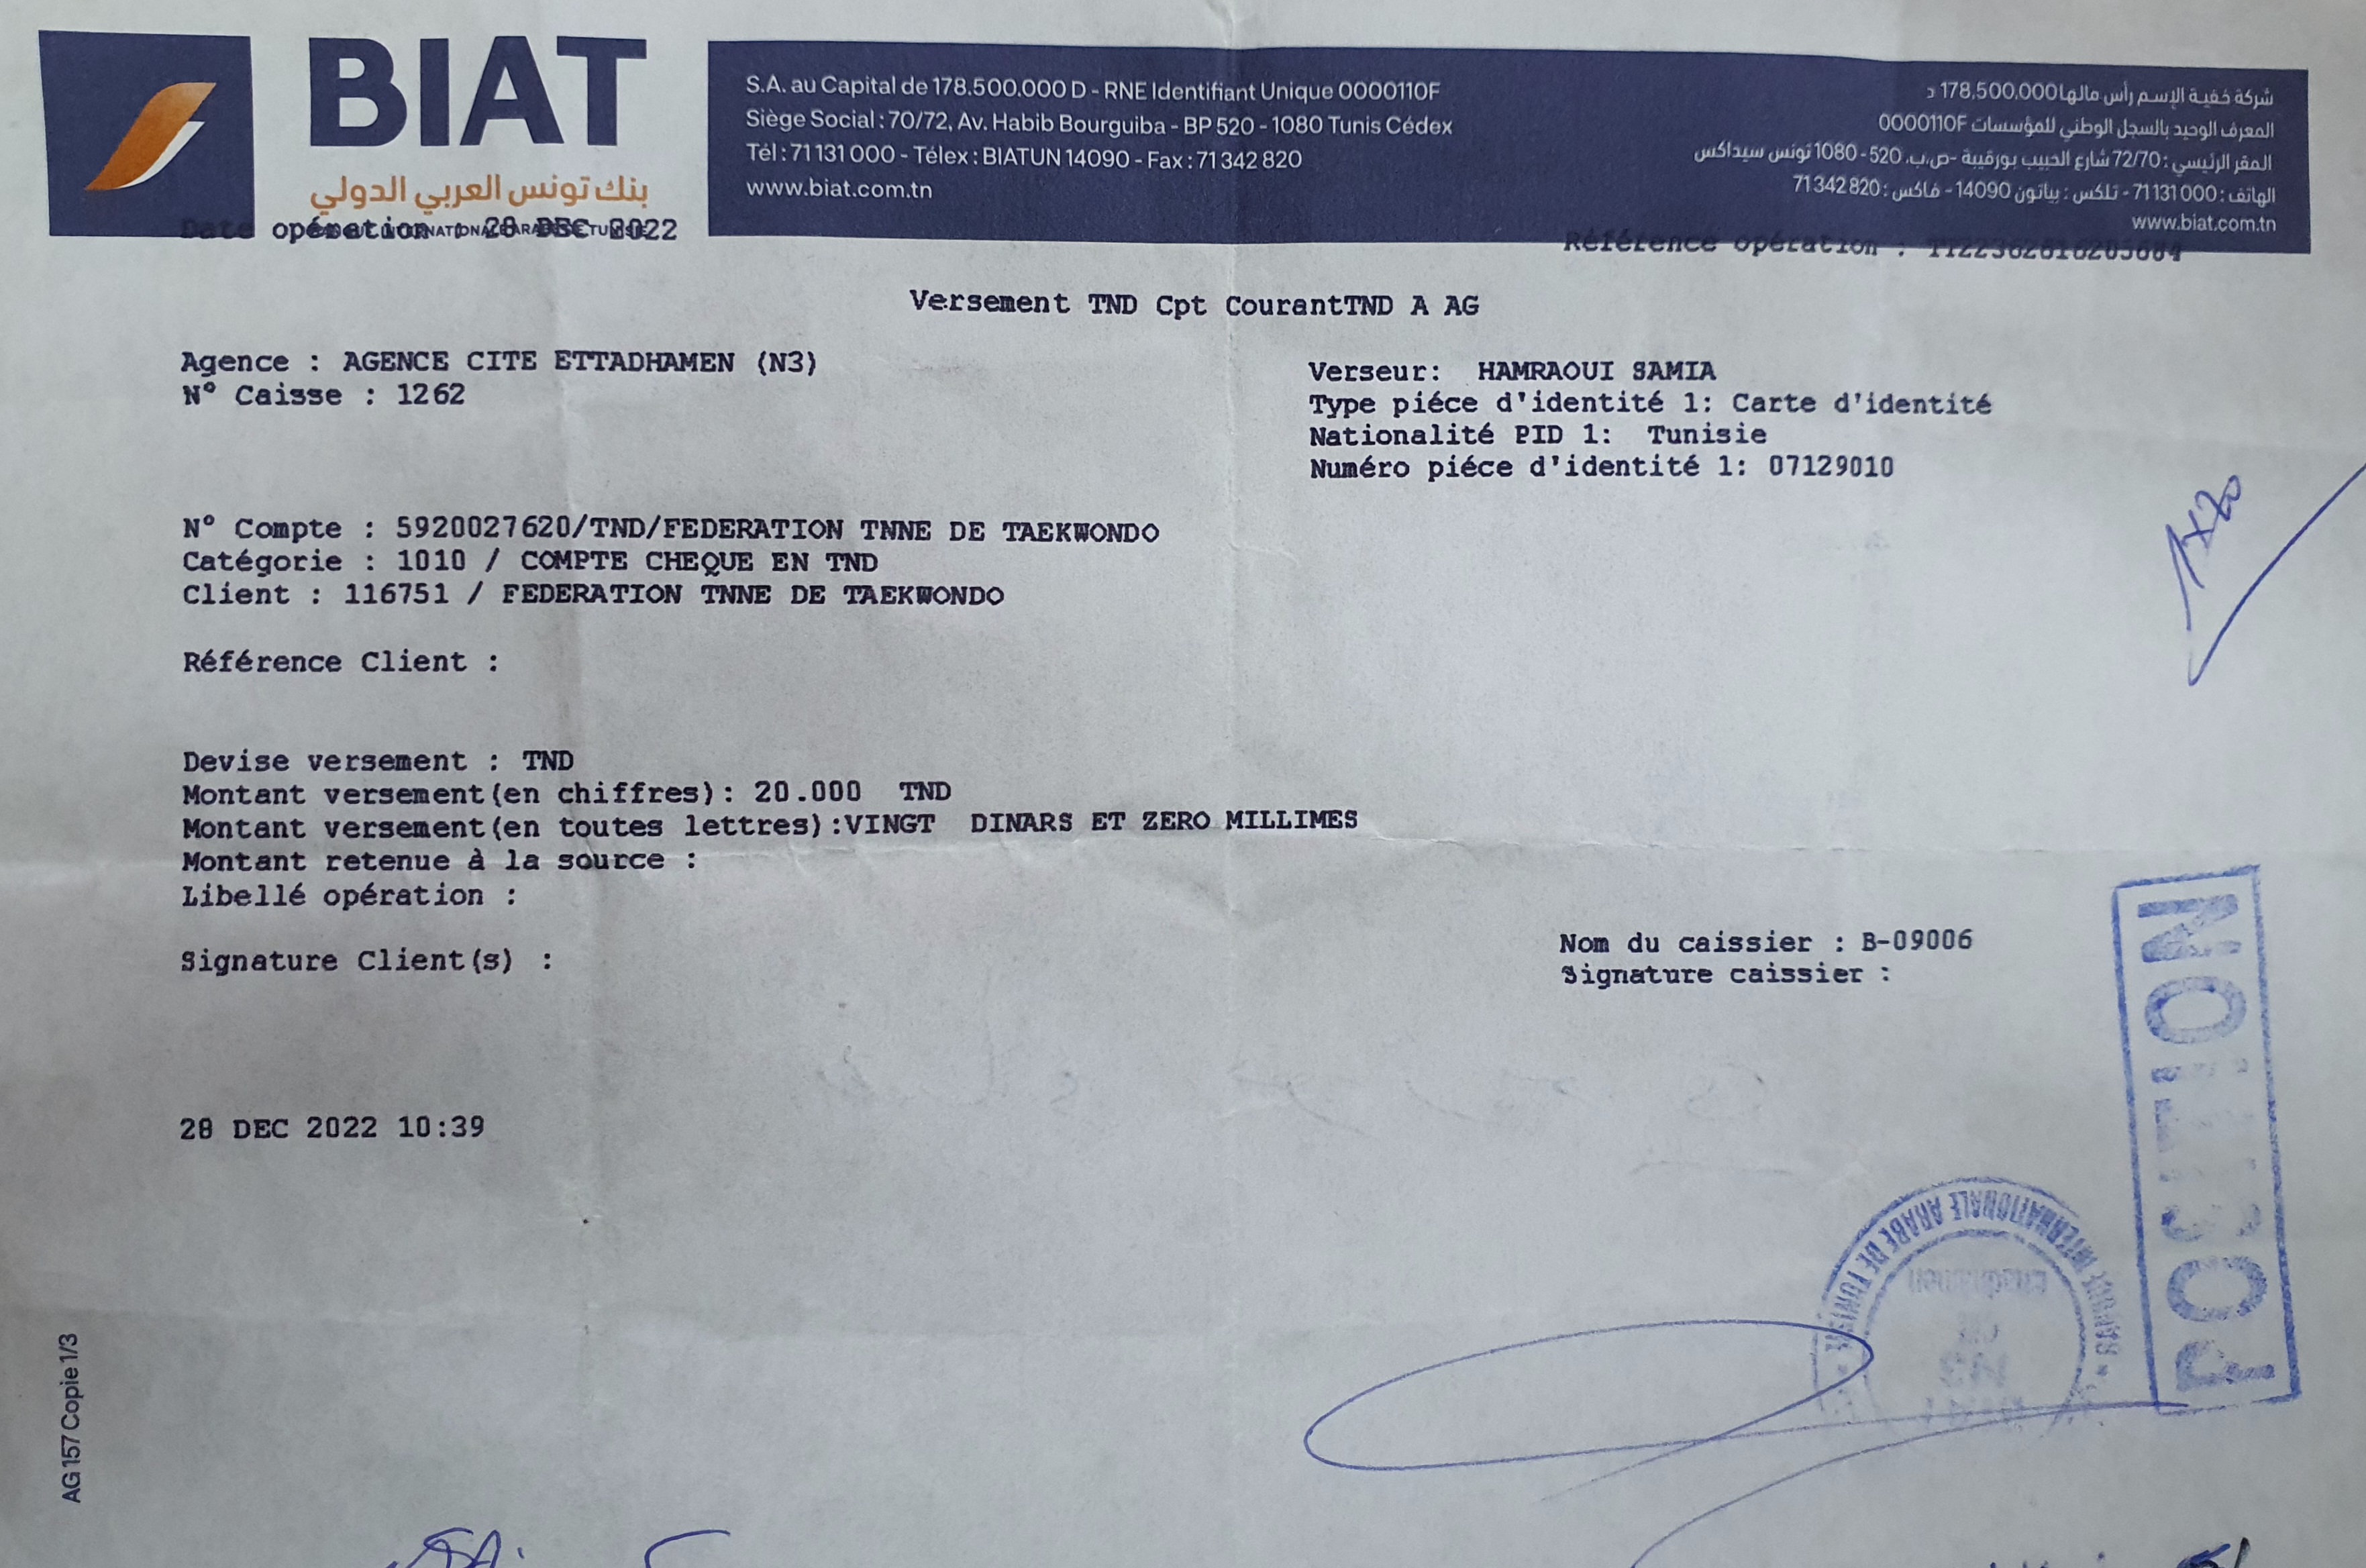 BIAT
بنك تونس العربي الدولي
S.A. au Capital de 178.500.000 D - RNE Identifiant Unique 0000110F
Siège Social : 70/72, Av. Habib Bourguiba - BP 520 - 1080 Tunis Cédex
Tél : 71 131 000 - Télex : BIATUN 14090 - Fax : 71 342 820
www.biat.com.tn
شركة خفية الإسم رأس مالها 178,500,000 د
المعرف الوحيد بالسجل الوطني للمؤسسات 0000110F
المقر الرئيسي : 72/70 شارع الحبيب بورقيبة -ص.ب. 520 - 1080 تونس سيداكس
الهاتف : 71 131 000 - تلكس : بياتون 14090 - فاكس : 71 342 820
www.biat.com.tn
Date opération : 28 DEC 2022
Référence opération :
Versement TND Cpt CourantTND A AG
Agence : AGENCE CITE ETTADHAMEN (N3)
N° Caisse : 1262
Verseur: HAMRAOUI SAMIA
Type piéce d'identité 1: Carte d'identité
Nationalité PID 1: Tunisie
Numéro piéce d'identité 1: 07129010
N° Compte : 5920027620/TND/FEDERATION TNNE DE TAEKWONDO
Catégorie : 1010 / COMPTE CHEQUE EN TND
Client : 116751 / FEDERATION TNNE DE TAEKWONDO
1x20
Référence Client :
Devise versement : TND
Montant versement(en chiffres): 20.000 TND
Montant versement(en toutes lettres):VINGT DINARS ET ZERO MILLIMES
Montant retenue à la source :
Libellé opération :
Signature Client(s) :
Nom du caissier : B-09006
Signature caissier :
28 DEC 2022 10:39
BANQUE INTERNATIONALE ARABE DE TUNISIE
AG 157 Copie 1/3